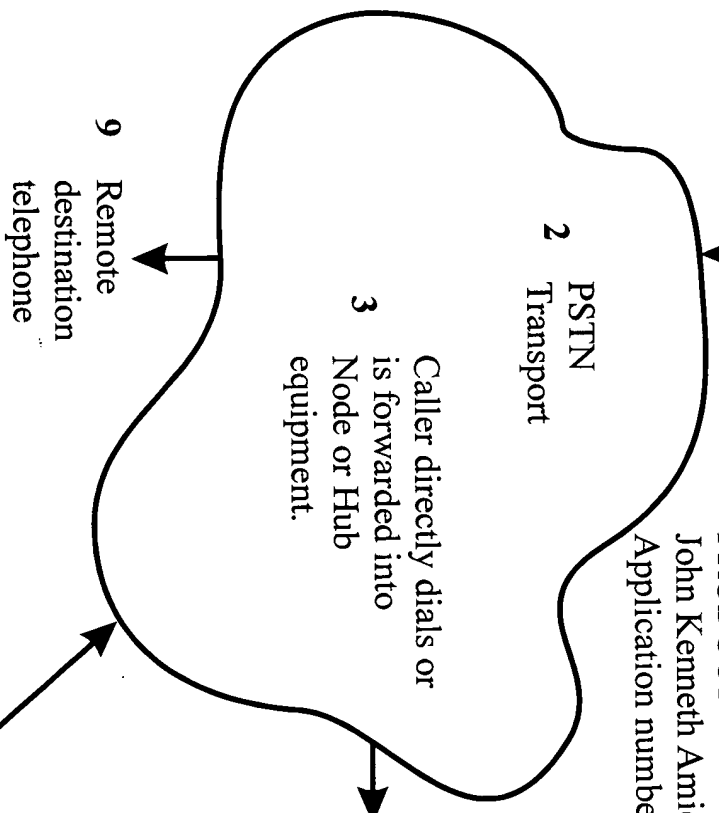 John Kenneth
Application
2 PSTN
Transport
3 Caller directly dials or
is forwarded into
Node or Hub
equipment.
9 Remote
destination
telephone